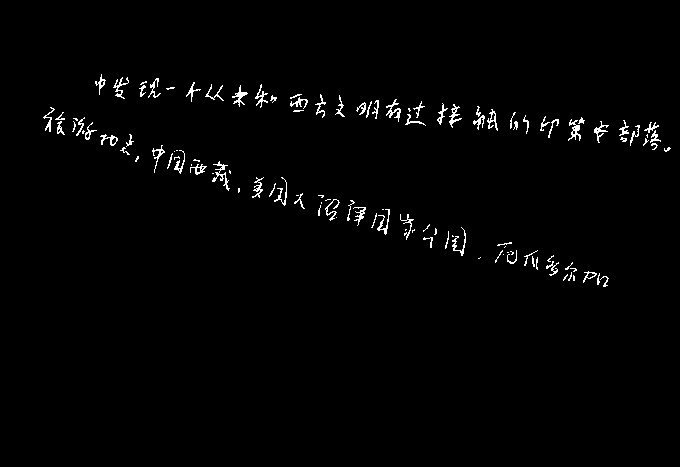 中发现一个从未和西方文明有过接触的印第安部落。
旅游地点,中国西藏,美国大沼泽国家公园,厄瓜多尔加